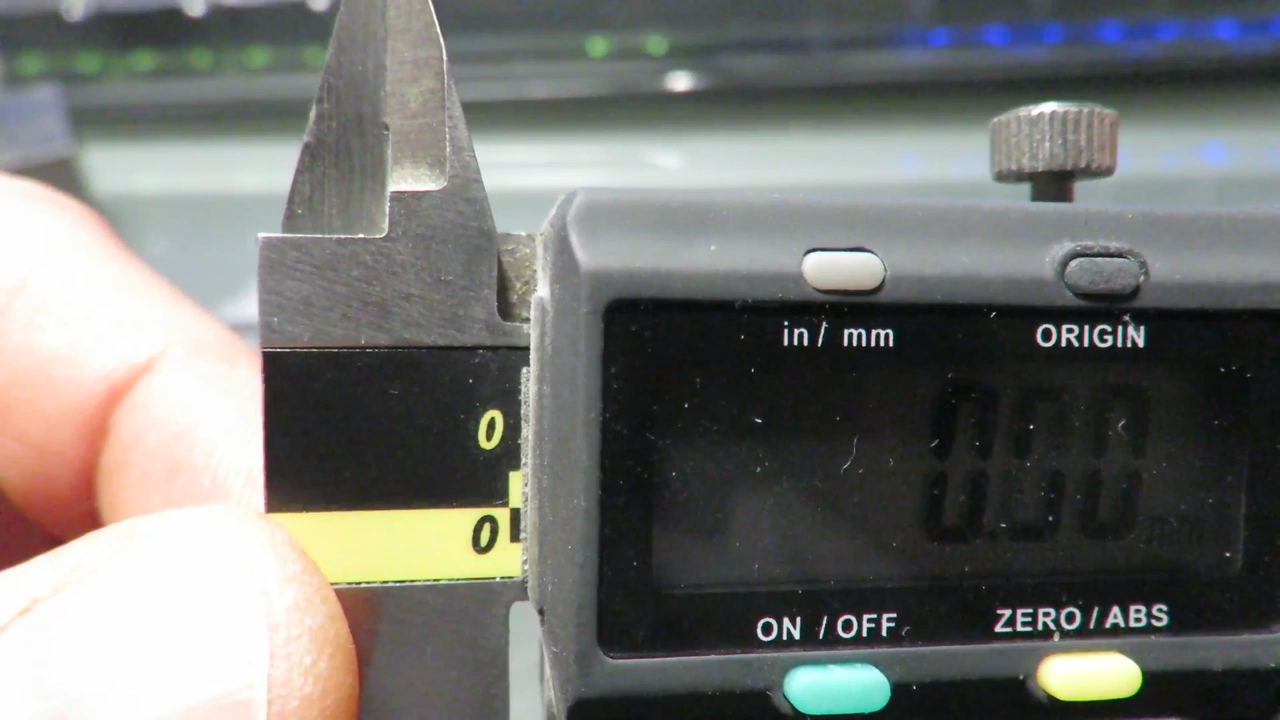 in / mm
ORIGIN
0
0
0.00 mm
ON / OFF
ZERO / ABS